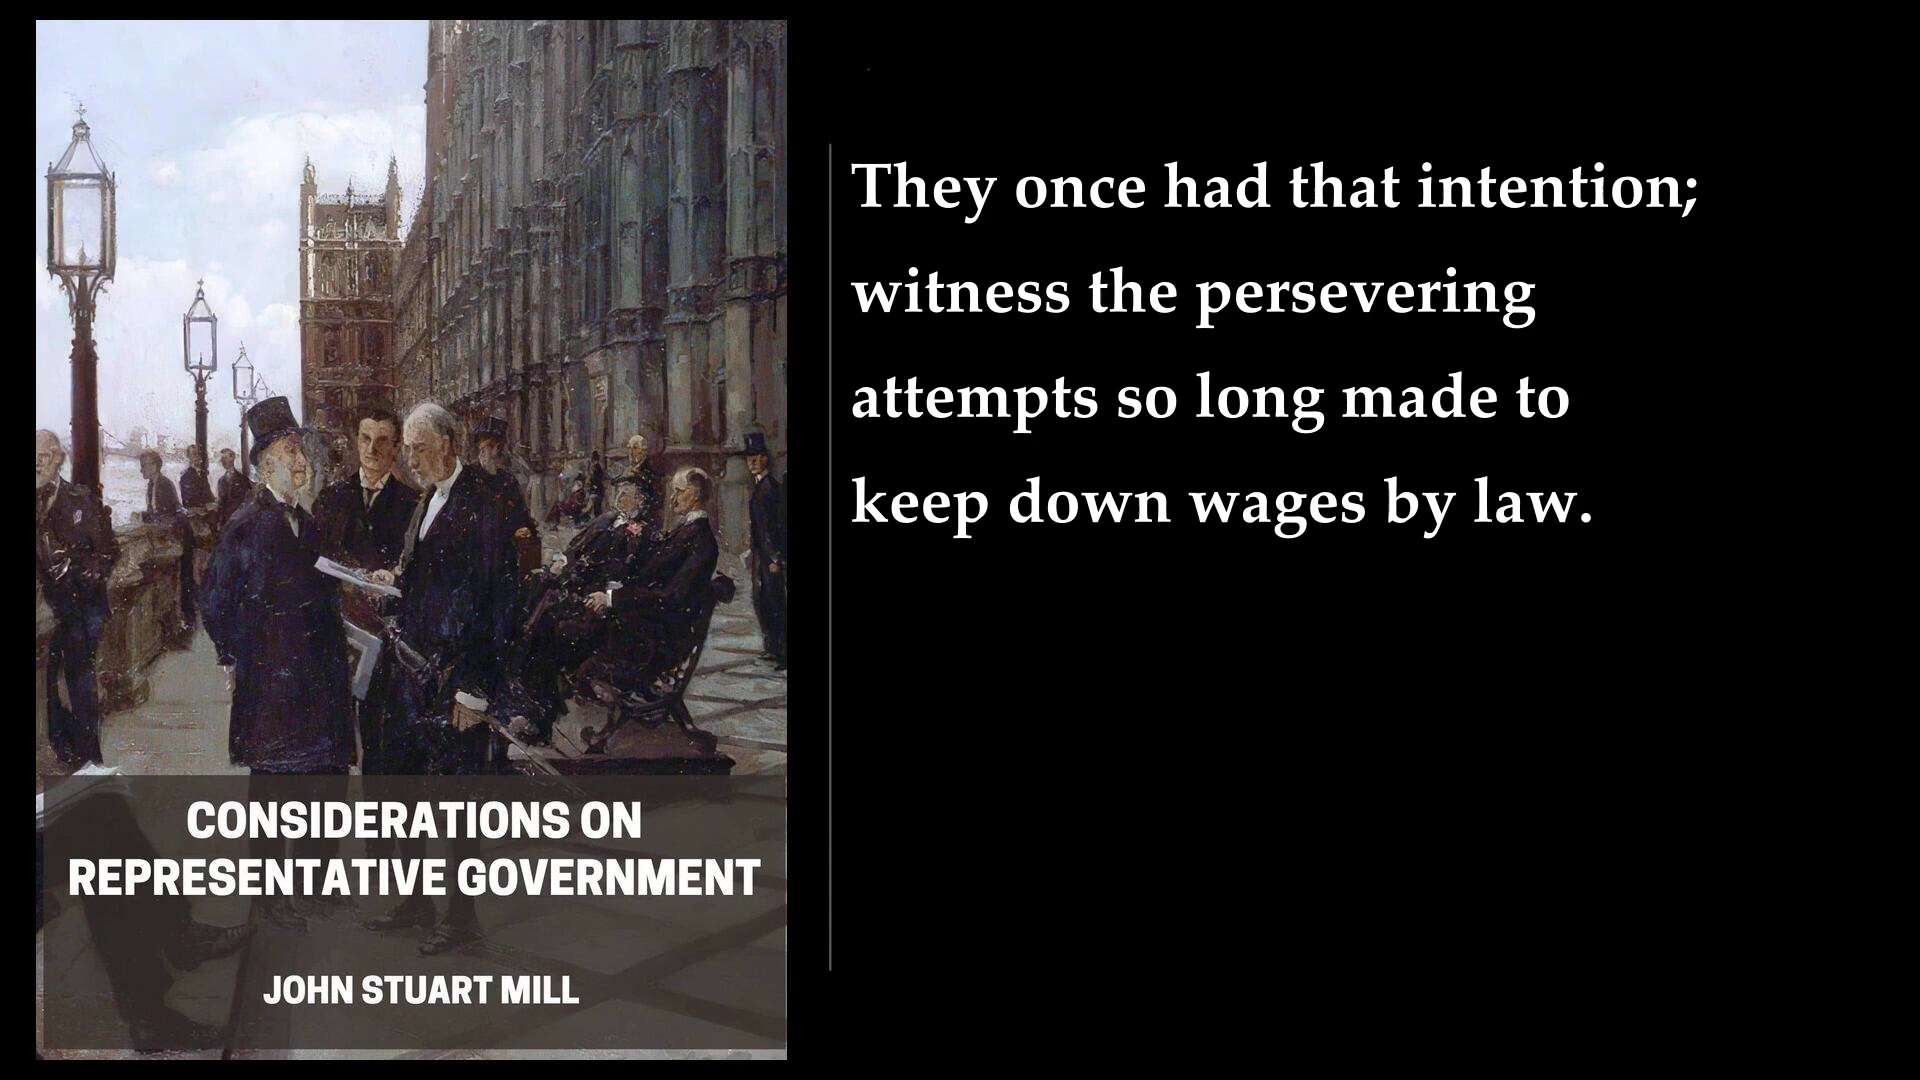 They once had that intention;
witness the persevering
attempts so long made to
keep down wages by law.
CONSIDERATIONS ON
REPRESENTATIVE GOVERNMENT
JOHN STUART MILL